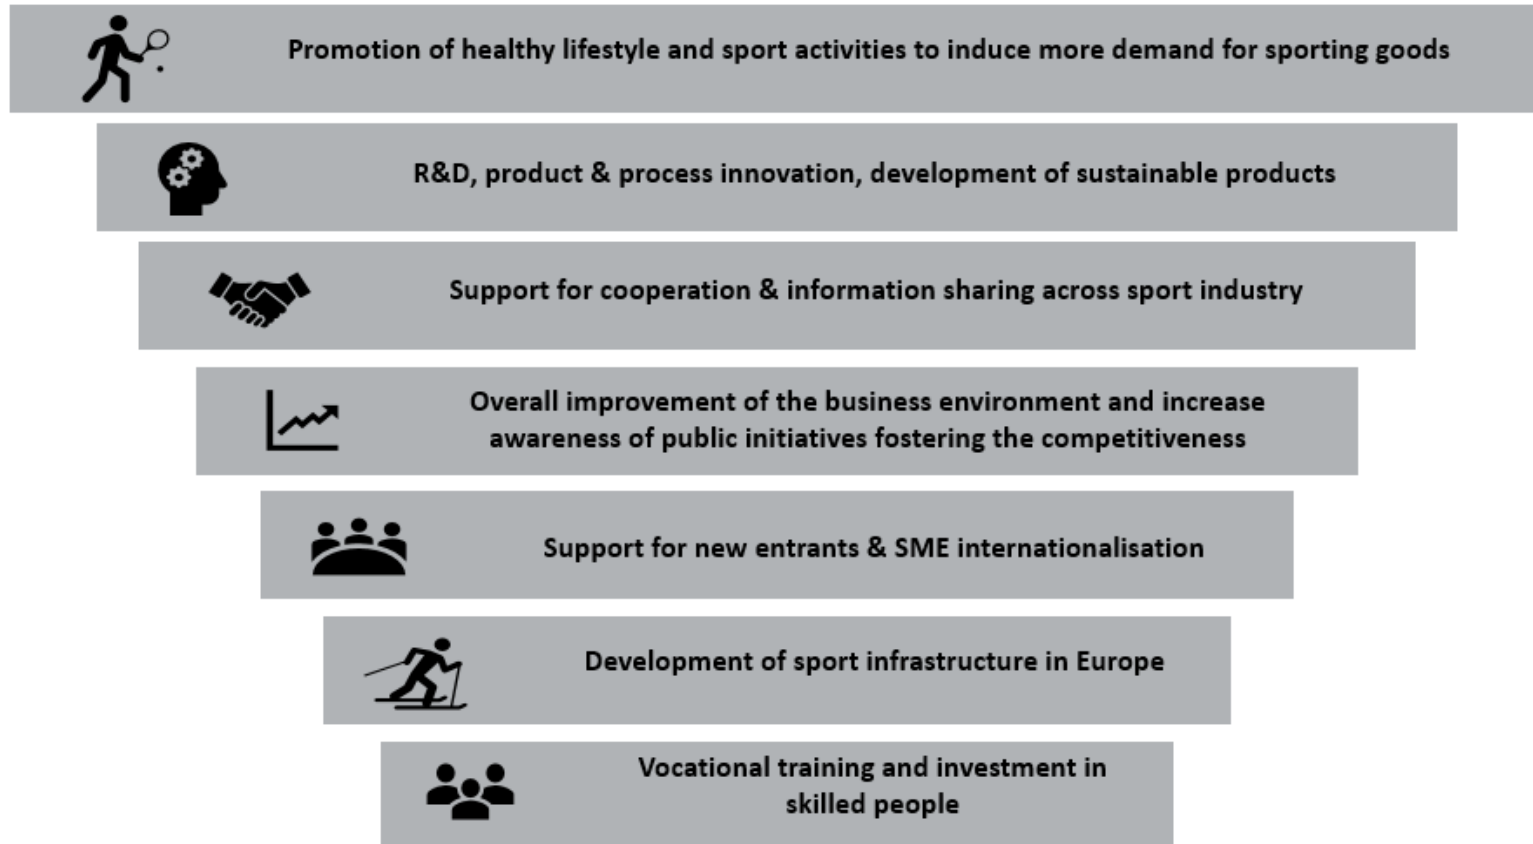 Promotion of healthy lifestyle and sport activities to induce more demand for sporting goods
R&D, product & process innovation, development of sustainable products
Support for cooperation & information sharing across sport industry
Overall improvement of the business environment and increase
awareness of public initiatives fostering the competitiveness
Support for new entrants & SME internationalisation
Development of sport infrastructure in Europe
Vocational training and investment in
skilled people